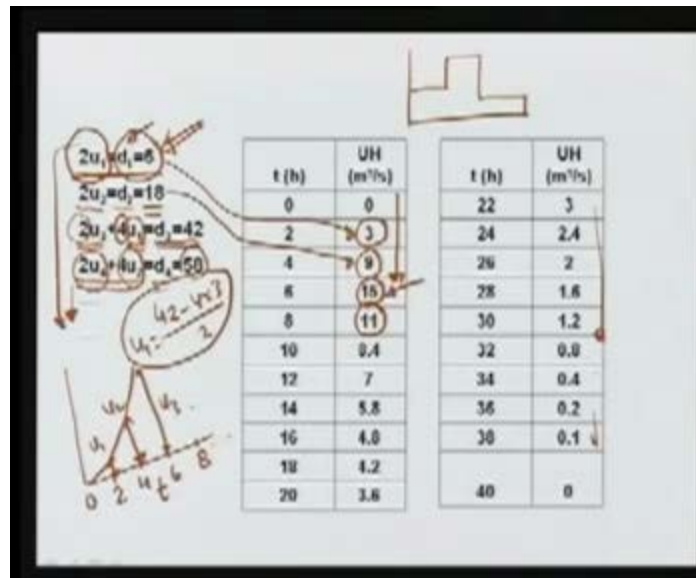 2u₁=d₁=6
2u₂=d₂=18
2u₃+4u₁=d₃=42
2u₄+4u₂=d₄=58
42-4×3
2
u₁ u₂ u₃
0 2 4 6 8
t
t (h) UH (m³/s)
0 0
2 3
4 9
6 15
8 11
10 8.4
12 7
14 5.8
16 4.8
18 4.2
20 3.6
t (h) UH (m³/s)
22 3
24 2.4
26 2
28 1.6
30 1.2
32 0.8
34 0.4
36 0.2
38 0.1
40 0